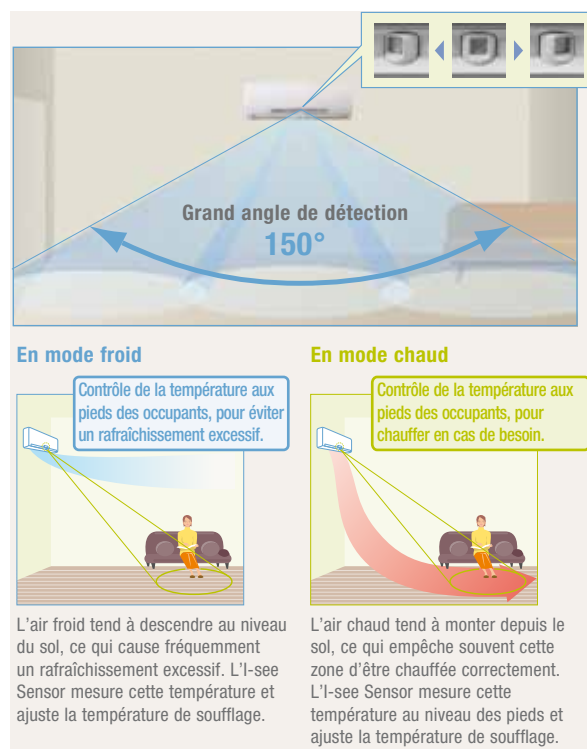 Grand angle de détection
150°
En mode froid
Contrôle de la température aux
pieds des occupants, pour éviter
un rafraîchissement excessif.
L'air froid tend à descendre au niveau
du sol, ce qui cause fréquemment
un rafraîchissement excessif. L'I-see
Sensor mesure cette température et
ajuste la température de soufflage.
En mode chaud
Contrôle de la température aux
pieds des occupants, pour
chauffer en cas de besoin.
L'air chaud tend à monter depuis le
sol, ce qui empêche souvent cette
zone d'être chauffée correctement.
L'I-see Sensor mesure cette
température au niveau des pieds et
ajuste la température de soufflage.